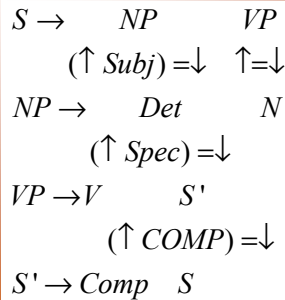 S → NP VP
(↑ Subj) =↓ ↑=↓
NP → Det N
(↑ Spec) =↓
VP → V S'
(↑ COMP) =↓
S' → Comp S